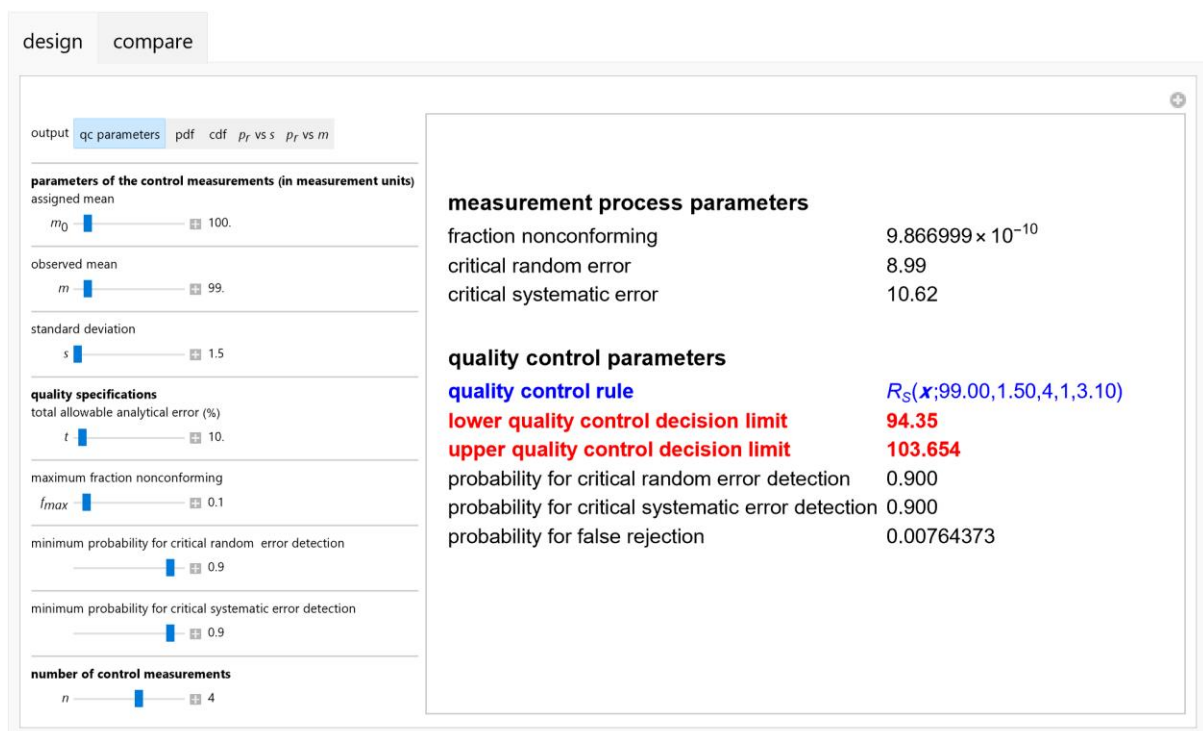 design compare
output qc parameters pdf cdf pr vs s pr vs m
parameters of the control measurements (in measurement units)
assigned mean
m0 100.
observed mean
m 99.
standard deviation
s 1.5
quality specifications
total allowable analytical error (%)
t 10.
maximum fraction nonconforming
fmax 0.1
minimum probability for critical random error detection
0.9
minimum probability for critical systematic error detection
0.9
number of control measurements
n 4
measurement process parameters
fraction nonconforming 9.866999 × 10⁻¹⁰
critical random error 8.99
critical systematic error 10.62
quality control parameters
quality control rule RS(x;99.00,1.50,4,1,3.10)
lower quality control decision limit 94.35
upper quality control decision limit 103.654
probability for critical random error detection 0.900
probability for critical systematic error detection 0.900
probability for false rejection 0.00764373